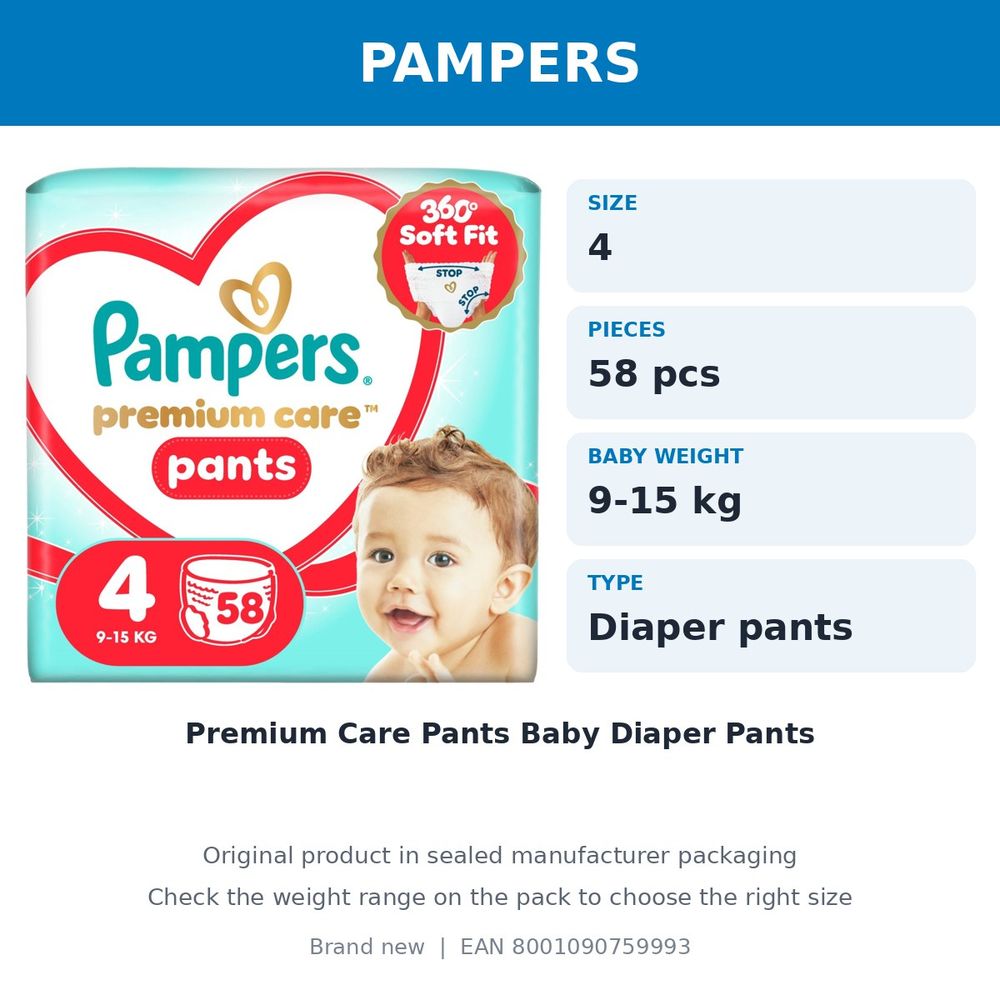 PAMPERS
360°
Soft Fit
STOP
STOP
Pampers®
premium care™
pants
4
58
9-15 KG
SIZE
4
PIECES
58 pcs
BABY WEIGHT
9-15 kg
TYPE
Diaper pants
Premium Care Pants Baby Diaper Pants
Original product in sealed manufacturer packaging
Check the weight range on the pack to choose the right size
Brand new | EAN 8001090759993